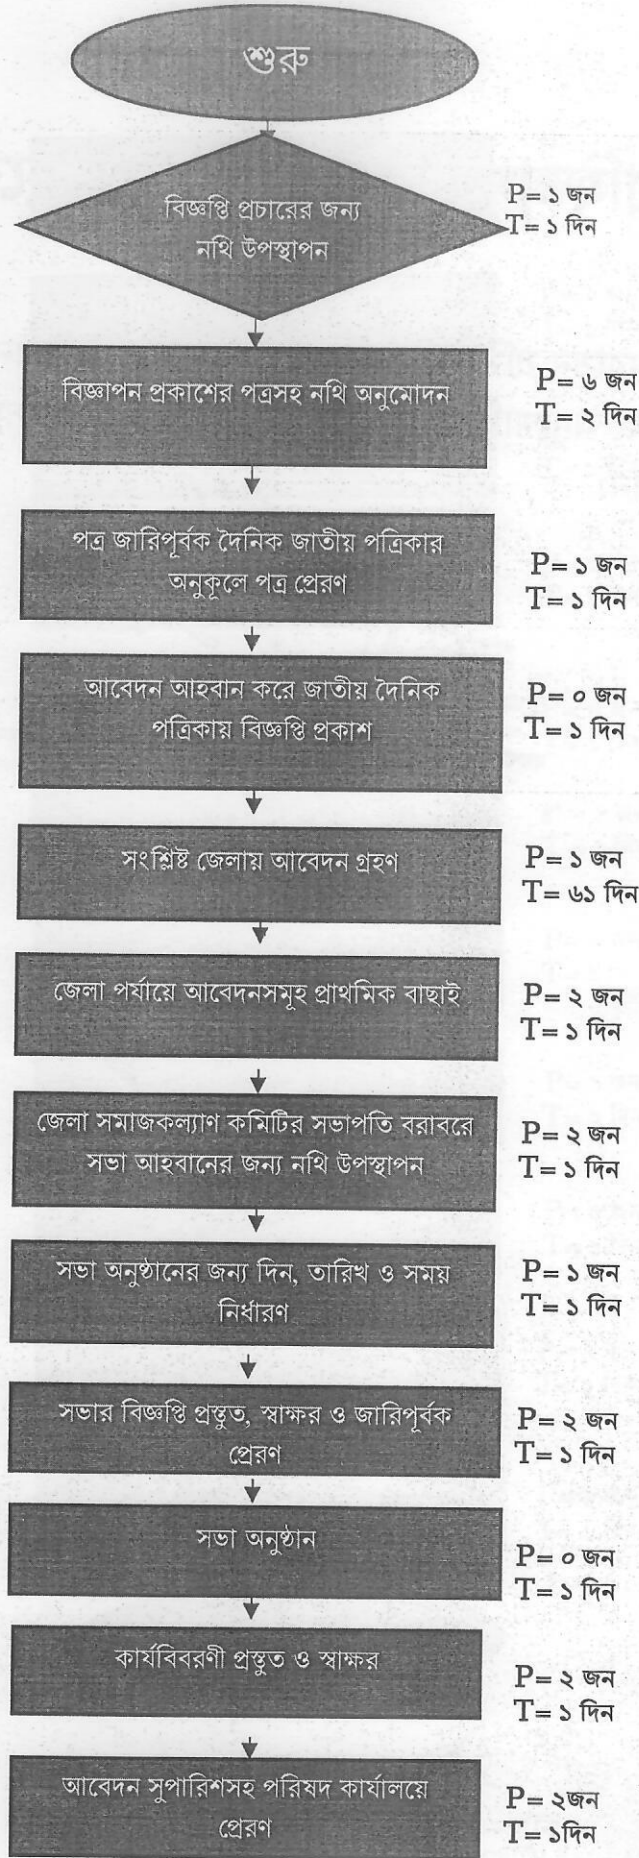 শুরু
বিজ্ঞপ্তি প্রচারের জন্য
নথি উপস্থাপন
P= ১ জন
T= ১ দিন
বিজ্ঞাপন প্রকাশের পত্রসহ নথি অনুমোদন
P= ৬ জন
T= ২ দিন
পত্র জারিপূর্বক দৈনিক জাতীয় পত্রিকার
অনুকূলে পত্র প্রেরণ
P= ১ জন
T= ১ দিন
আবেদন আহবান করে জাতীয় দৈনিক
পত্রিকায় বিজ্ঞপ্তি প্রকাশ
P= ০ জন
T= ১ দিন
সংশ্লিষ্ট জেলায় আবেদন গ্রহণ
P= ১ জন
T= ৬১ দিন
জেলা পর্যায়ে আবেদনসমূহ প্রাথমিক বাছাই
P= ২ জন
T= ১ দিন
জেলা সমাজকল্যাণ কমিটির সভাপতি বরাবরে
সভা আহবানের জন্য নথি উপস্থাপন
P= ২ জন
T= ১ দিন
সভা অনুষ্ঠানের জন্য দিন, তারিখ ও সময়
নির্ধারণ
P= ১ জন
T= ১ দিন
সভার বিজ্ঞপ্তি প্রস্তুত, স্বাক্ষর ও জারিপূর্বক
প্রেরণ
P= ২ জন
T= ১ দিন
সভা অনুষ্ঠান
P= ০ জন
T= ১ দিন
কার্যবিবরণী প্রস্তুত ও স্বাক্ষর
P= ২ জন
T= ১ দিন
আবেদন সুপারিশসহ পরিষদ কার্যালয়ে
প্রেরণ
P= ২জন
T= ১দিন